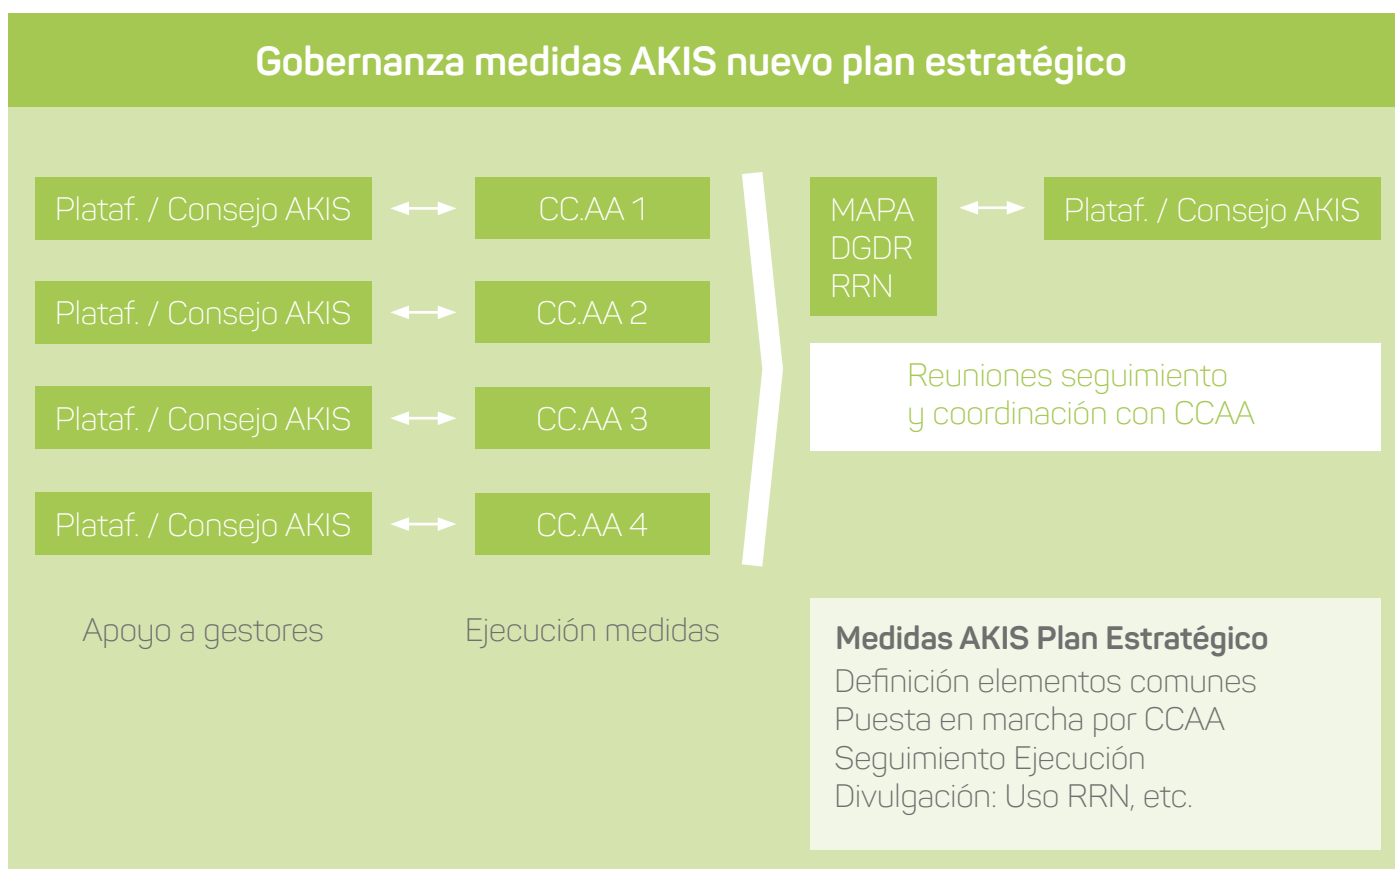 Gobernanza medidas AKIS nuevo plan estratégico
Plataf. / Consejo AKIS
CC.AA 1
Plataf. / Consejo AKIS
CC.AA 2
Plataf. / Consejo AKIS
CC.AA 3
Plataf. / Consejo AKIS
CC.AA 4
Apoyo a gestores
Ejecución medidas
MAPA
DGDR
RRN
Plataf. / Consejo AKIS
Reuniones seguimiento
y coordinación con CCAA
Medidas AKIS Plan Estratégico
Definición elementos comunes
Puesta en marcha por CCAA
Seguimiento Ejecución
Divulgación: Uso RRN, etc.